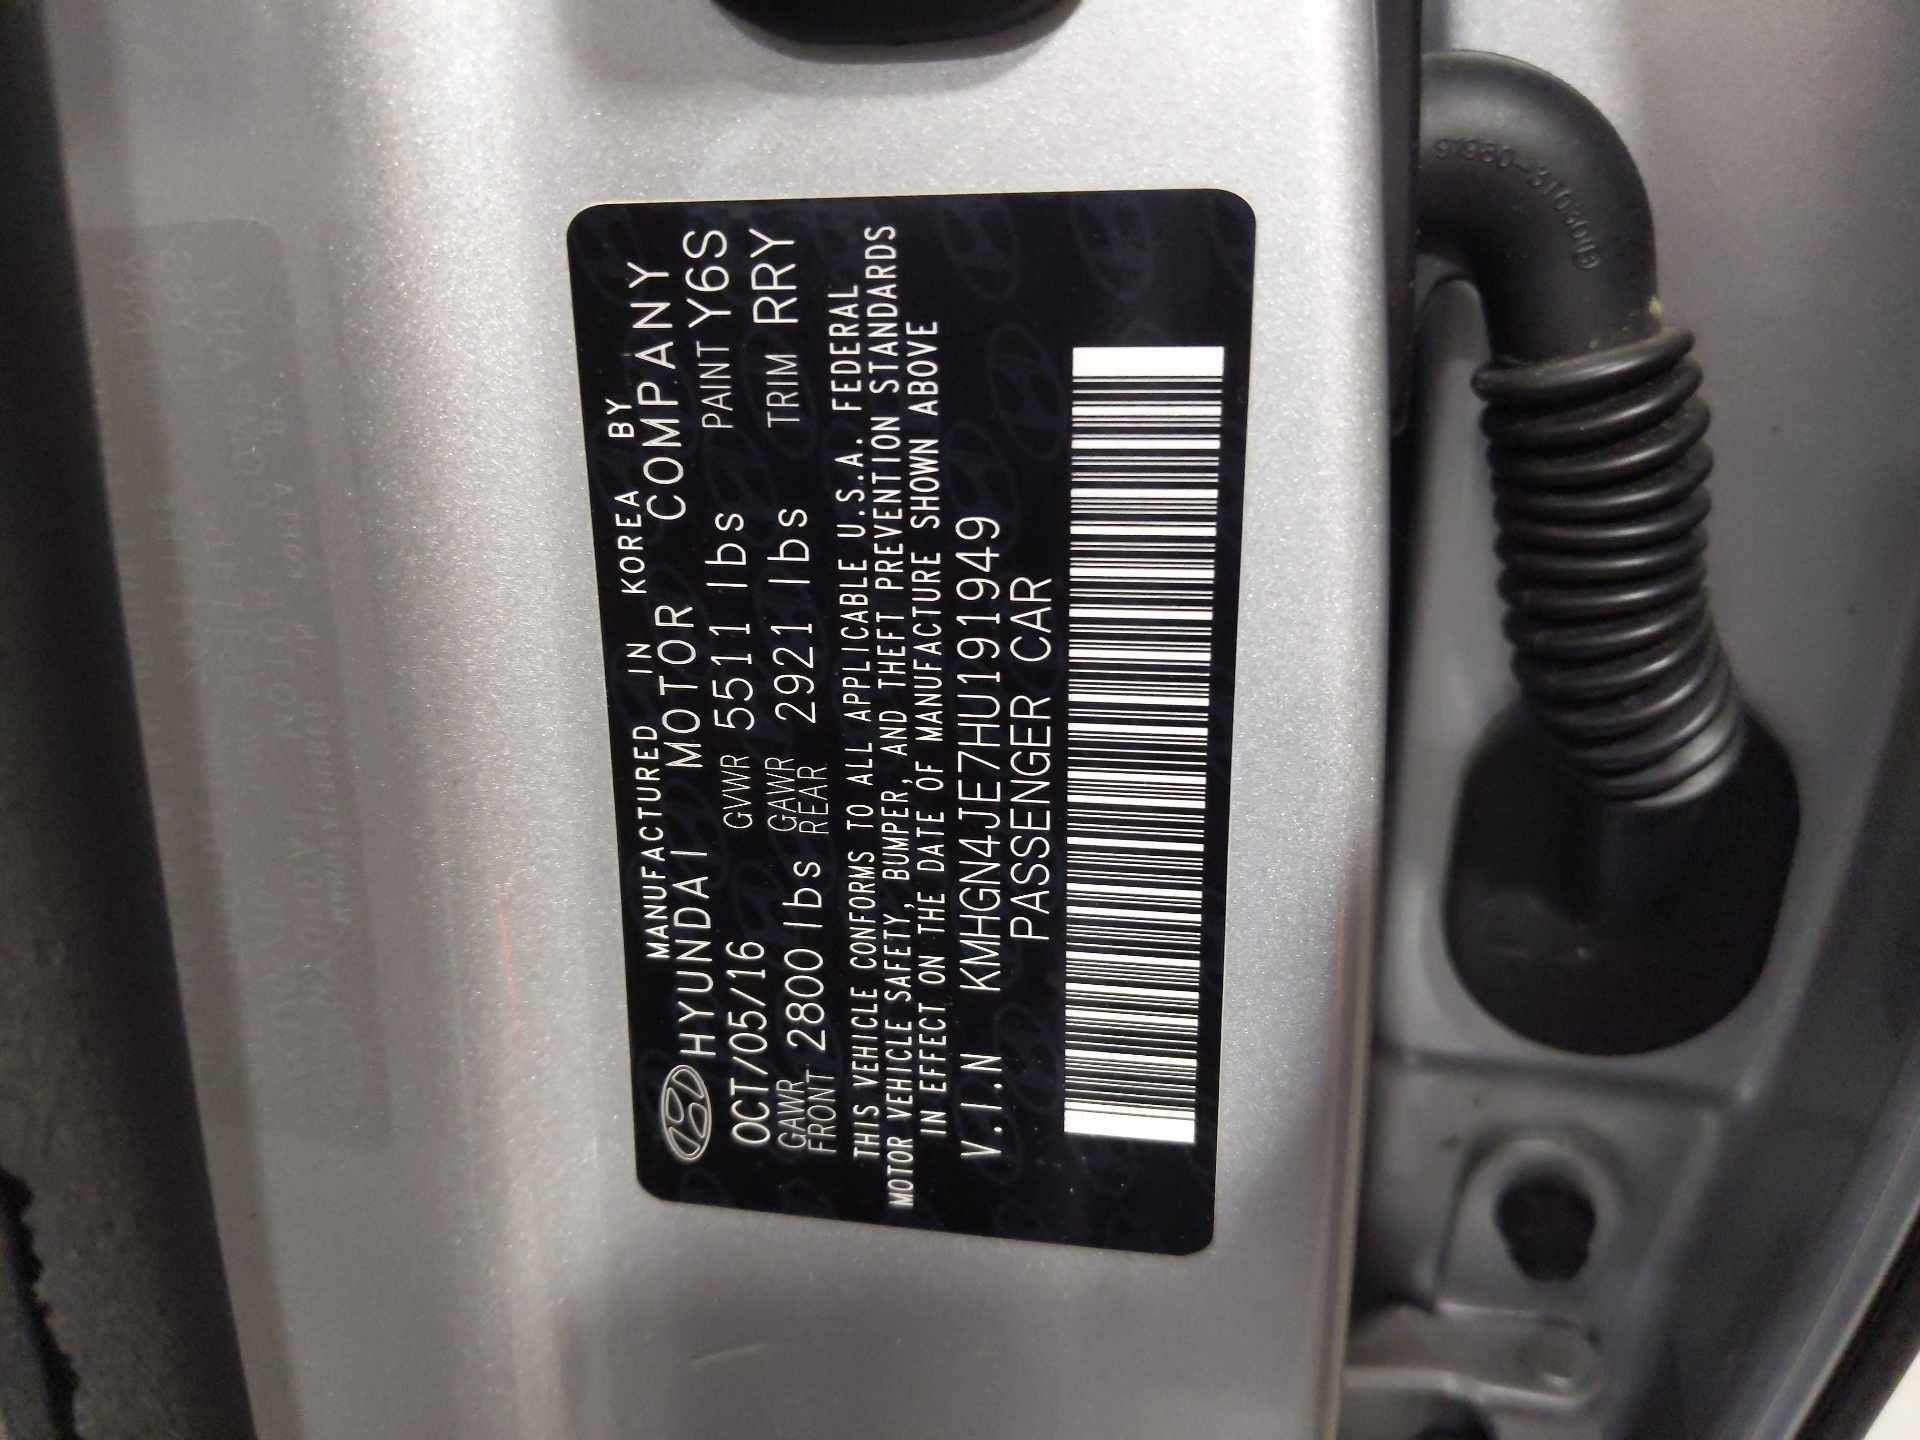 MANUFACTURED IN KOREA BY
HYUNDAI MOTOR COMPANY
OCT/05/16 GVWR 5511 lbs PAINT Y6S
GAWR FRONT 2800 lbs GAWR REAR 2921 lbs TRIM RRY
THIS VEHICLE CONFORMS TO ALL APPLICABLE U.S.A. FEDERAL
MOTOR VEHICLE SAFETY, BUMPER, AND THEFT PREVENTION STANDARDS
IN EFFECT ON THE DATE OF MANUFACTURE SHOWN ABOVE
V.I.N KMHGN4JE7HU191949
PASSENGER CAR